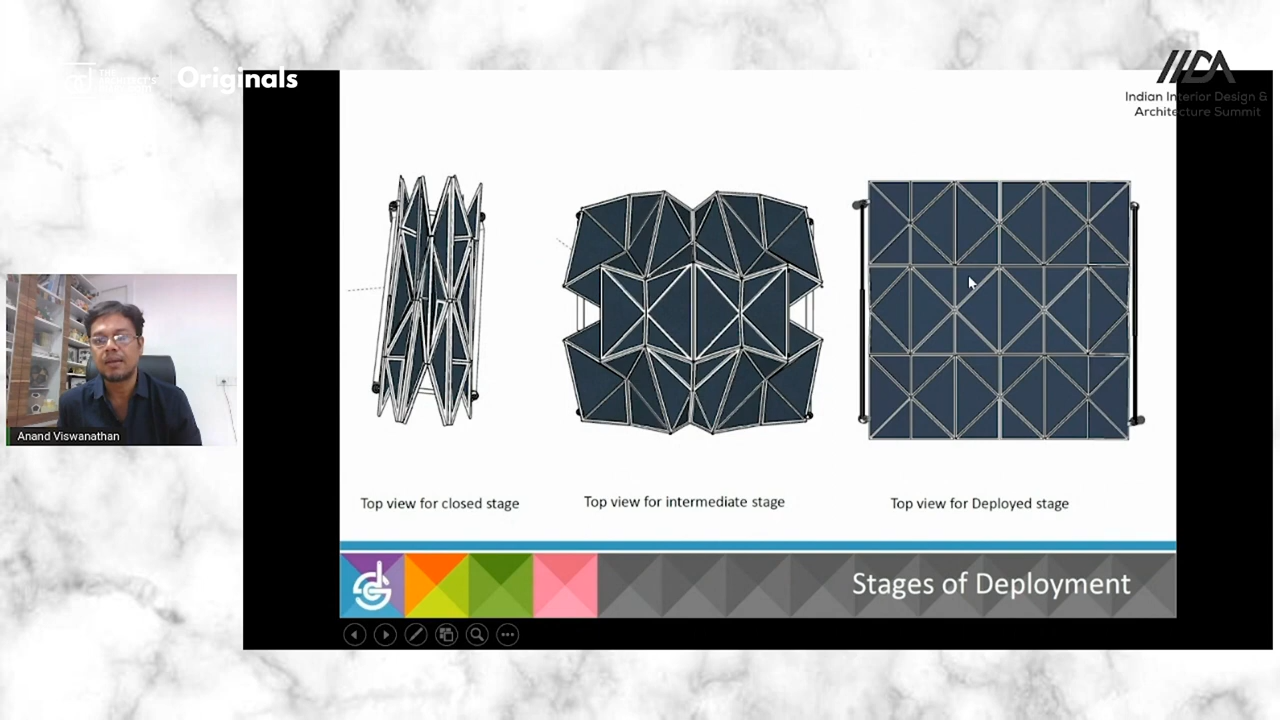 Originals
IIDA
Indian Interior Design &
Architecture Summit
Anand Viswanathan
Top view for closed stage
Top view for intermediate stage
Top view for Deployed stage
Stages of Deployment